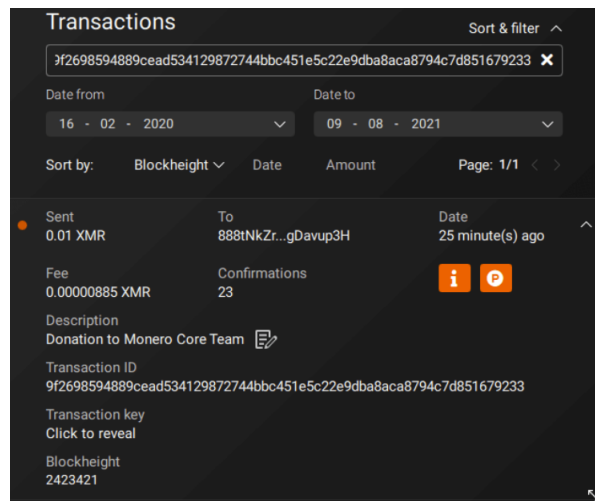 Transactions
Sort & filter
9f2698594889cead534129872744bbc451e5c22e9dba8aca8794c7d851679233
Date from
Date to
16 - 02 - 2020
09 - 08 - 2021
Sort by: Blockheight Date Amount Page: 1/1
Sent To Date
0.01 XMR 888tNkZr...gDavup3H 25 minute(s) ago
Fee Confirmations
0.00000885 XMR 23
Description
Donation to Monero Core Team
Transaction ID
9f2698594889cead534129872744bbc451e5c22e9dba8aca8794c7d851679233
Transaction key
Click to reveal
Blockheight
2423421